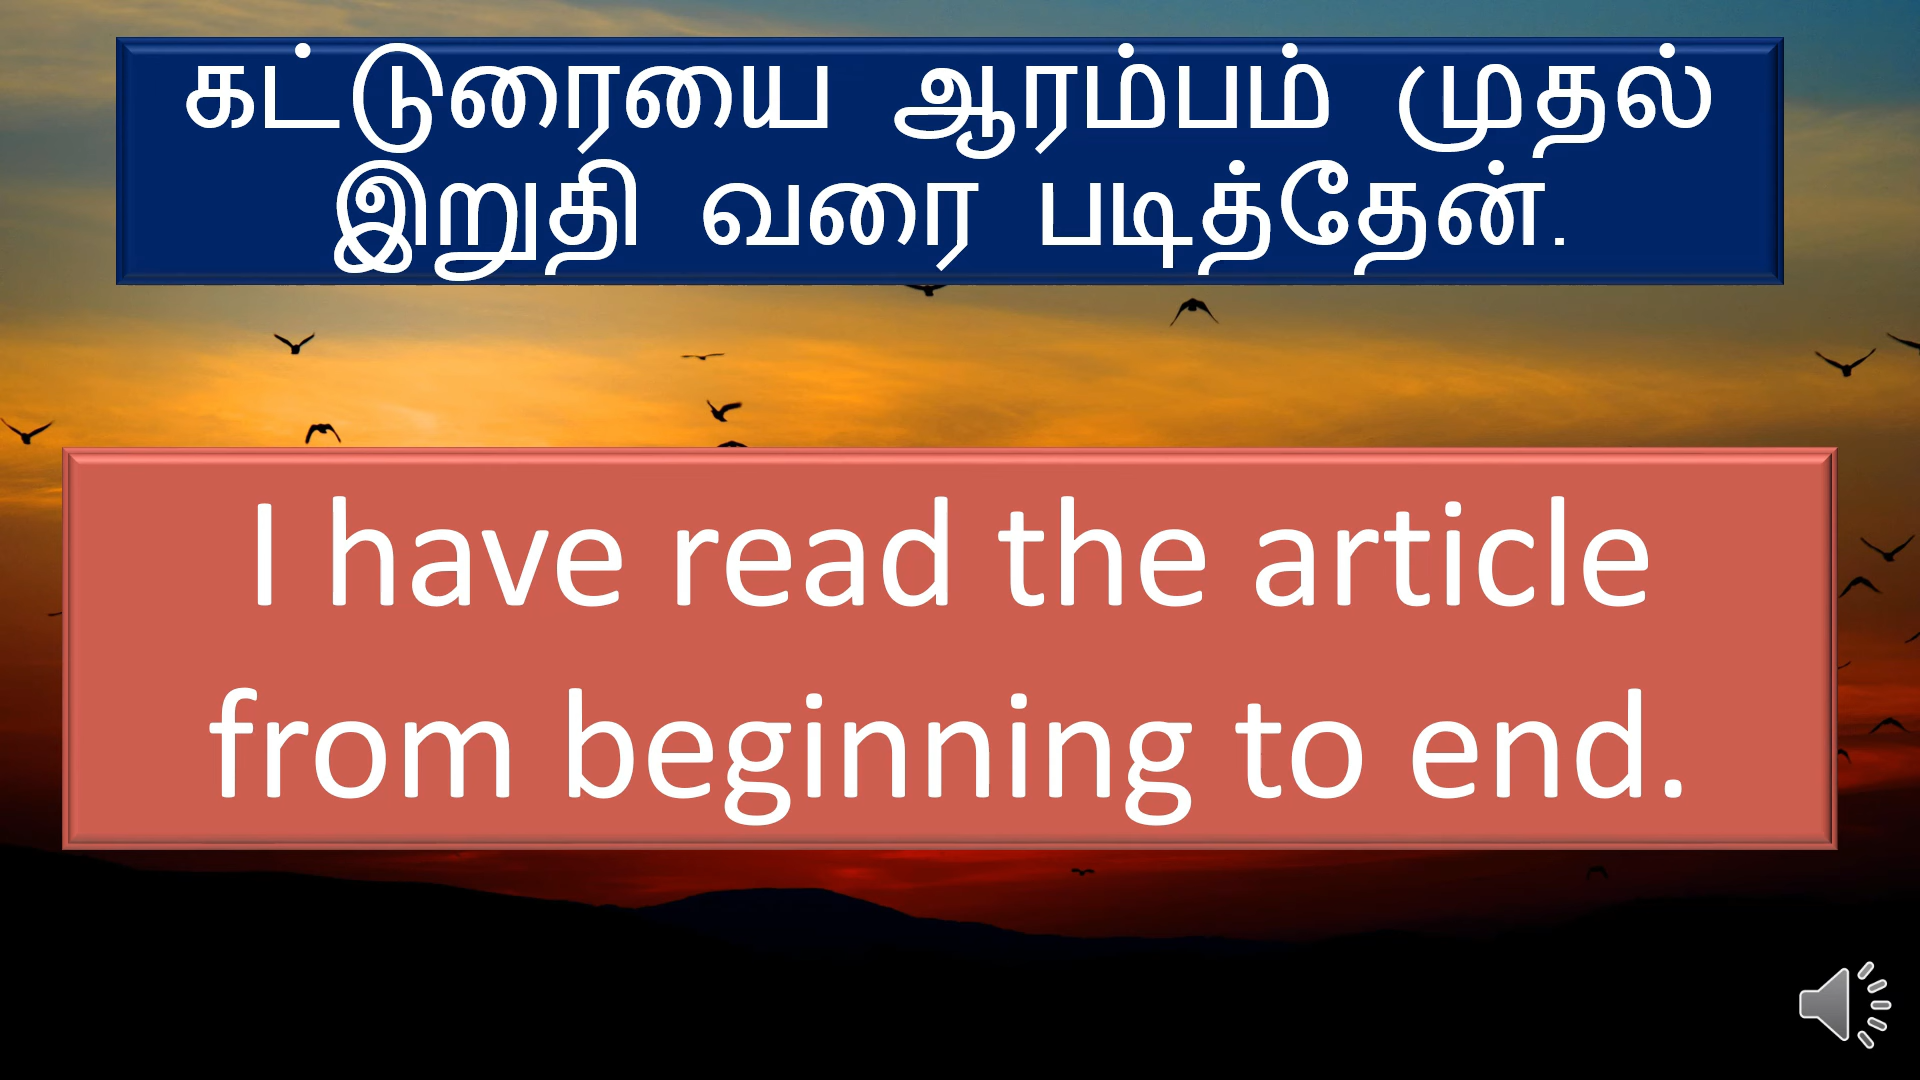 கட்டுரையை ஆரம்பம் முதல்
இறுதி வரை படித்தேன்.
I have read the article
from beginning to end.